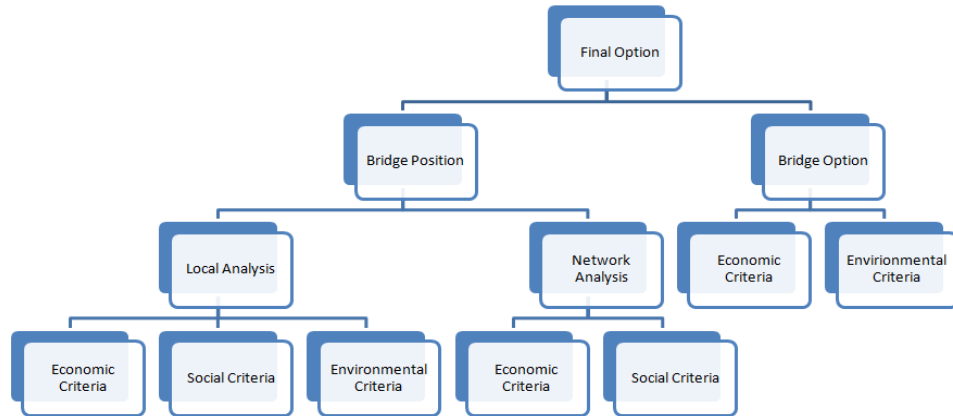 Final Option
Bridge Position
Bridge Option
Local Analysis
Network
Analysis
Economic
Criteria
Envirionmental
Criteria
Economic
Criteria
Social Criteria
Environmental
Criteria
Economic
Criteria
Social Criteria